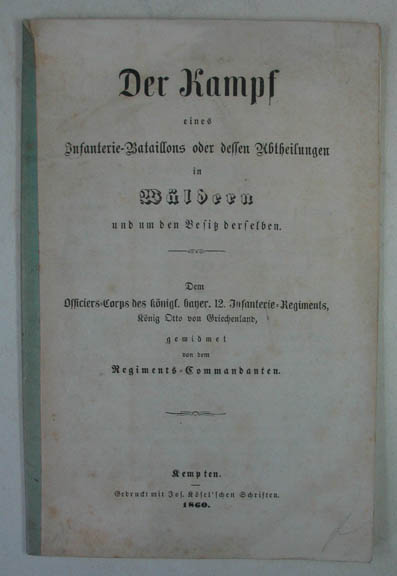 Der Kampf
eines
Infanterie-Bataillons oder dessen Abtheilungen
in
Wäldern
und um den Besitz derselben.
Dem
Officiers-Corps des königl. bayer. 12. Infanterie-Regiments,
König Otto von Griechenland,
gewidmet
von dem
Regiments-Commandanten.
Kempten.
Gedruckt mit Jos. Kösel'schen Schriften.
1860.